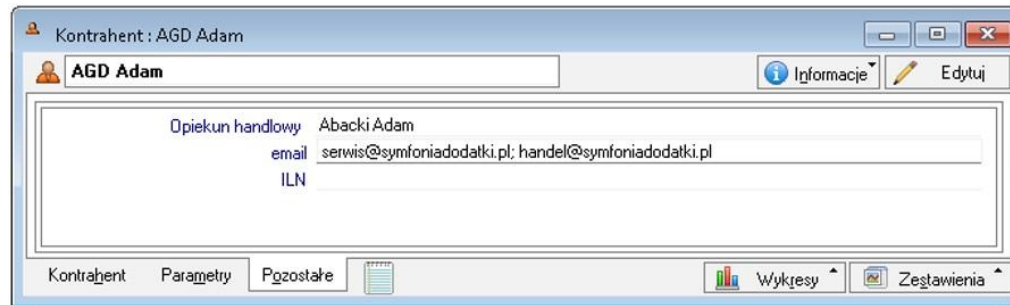 Kontrahent : AGD Adam
AGD Adam Informacje Edytuj
Opiekun handlowy Abacki Adam
email serwis@symfoniadodatki.pl; handel@symfoniadodatki.pl
ILN
Kontrahent Parametry Pozostałe Wykresy Zestawienia